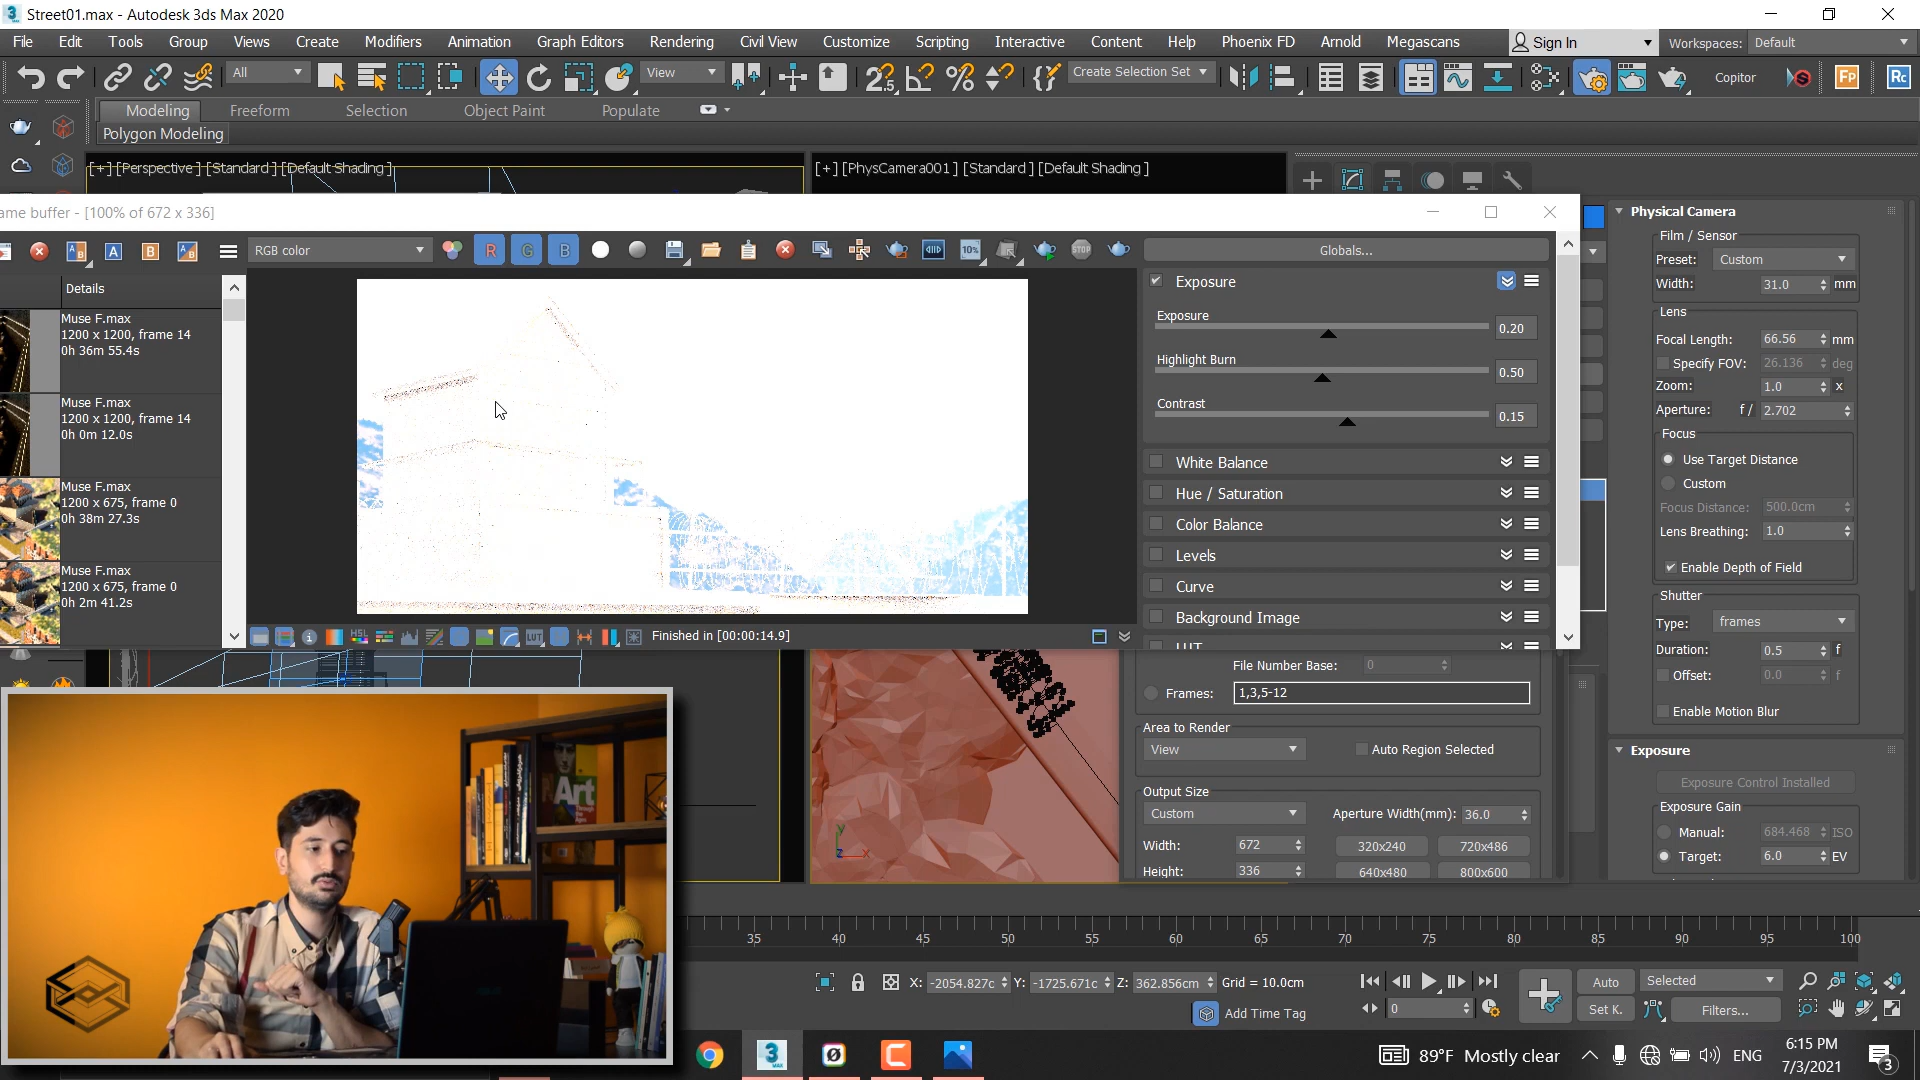 Street01.max - Autodesk 3ds Max 2020
File Edit Tools Group Views Create Modifiers Animation Graph Editors Rendering Civil View Customize Scripting Interactive Content Help Phoenix FD Arnold Megascans
Sign In Workspaces: Default
All View Create Selection Set Copitor Fp Rc
Modeling Freeform Selection Object Paint Populate
Polygon Modeling
[+] [Perspective] [Standard] [Default Shading]
[+] [PhysCamera001] [Standard] [Default Shading]
ame buffer - [100% of 672 x 336]
RGB color R G B Globals...
Details
Muse F.max
1200 x 1200, frame 14
0h 36m 55.4s
Muse F.max
1200 x 1200, frame 14
0h 0m 12.0s
Muse F.max
1200 x 675, frame 0
0h 38m 27.3s
Muse F.max
1200 x 675, frame 0
0h 2m 41.2s
Finished in [00:00:14.9]
Exposure
Exposure 0.20
Highlight Burn 0.50
Contrast 0.15
White Balance
Hue / Saturation
Color Balance
Levels
Curve
Background Image
LUT
File Number Base: 0
Frames: 1,3,5-12
Area to Render
View Auto Region Selected
Output Size
Custom Aperture Width(mm): 36.0
Width: 672 320x240 720x486
Height: 336 640x480 800x600
Physical Camera
Film / Sensor
Preset: Custom
Width: 31.0 mm
Lens
Focal Length: 66.56 mm
Specify FOV: 26.136 deg
Zoom: 1.0 x
Aperture: f / 2.702
Focus
Use Target Distance
Custom
Focus Distance: 500.0cm
Lens Breathing: 1.0
Enable Depth of Field
Shutter
Type: frames
Duration: 0.5 f
Offset: 0.0 f
Enable Motion Blur
Exposure
Exposure Control Installed
Exposure Gain
Manual: 684.468 ISO
Target: 6.0 EV
Art
35 40 45 50 55 60 65 70 75 80 85 90 95 100
X: -2054.827c Y: -1725.671c Z: 362.856cm Grid = 10.0cm
Add Time Tag
0
Auto Selected
Set K. Filters...
89°F Mostly clear ENG 6:15 PM
7/3/2021 3